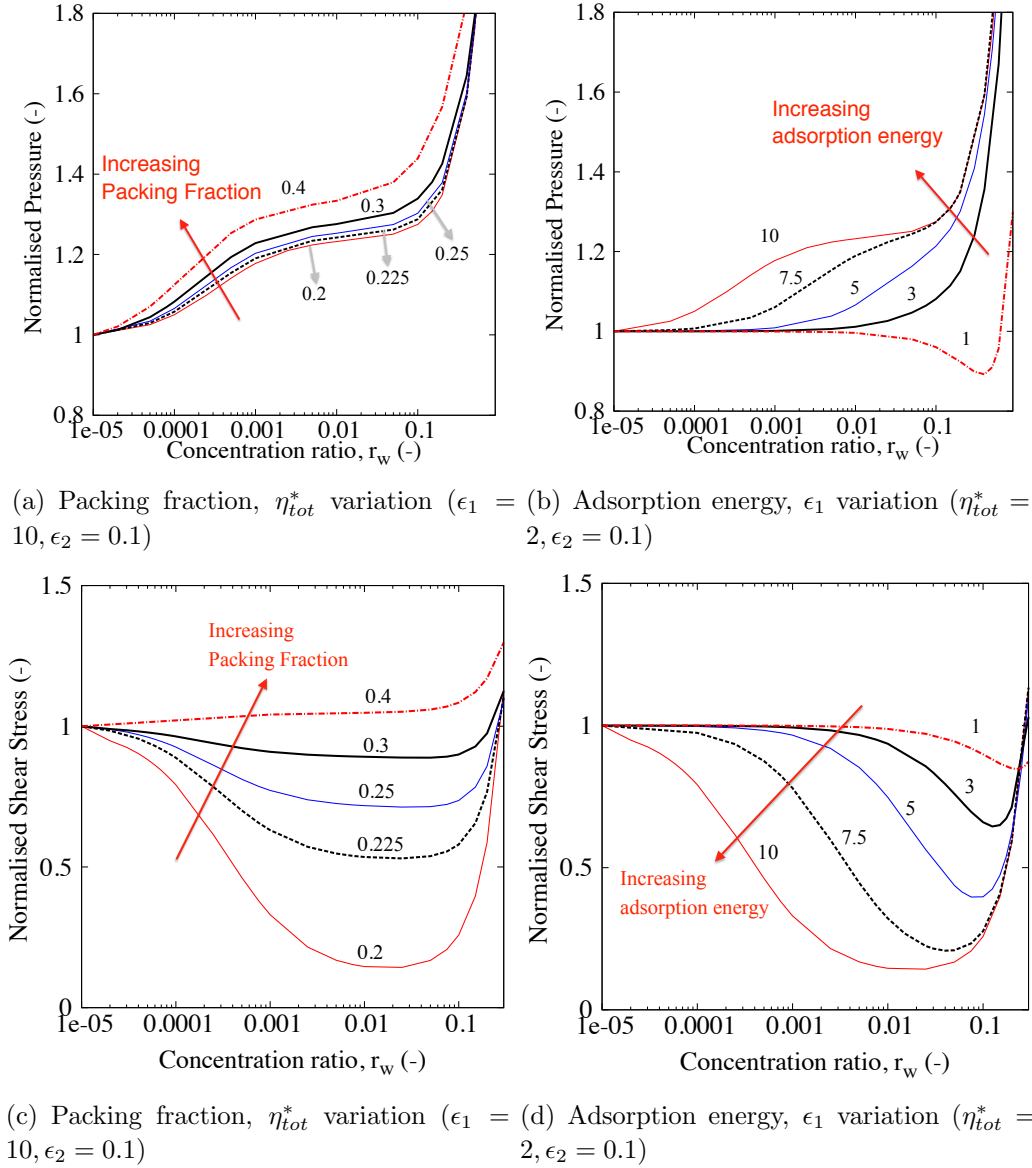 1.8
1.6
1.4
1.2
1
0.8
Normalised Pressure (-)
Increasing
Packing Fraction
0.4
0.3
0.25
0.225
0.2
1e-05
0.0001
0.001
0.01
0.1
Concentration ratio, r_w (-)
1.8
1.6
1.4
1.2
1
0.8
Normalised Pressure (-)
Increasing
adsorption energy
10
7.5
5
3
1
1e-05
0.0001
0.001
0.01
0.1
Concentration ratio, r_w (-)
(a) Packing fraction, η*_tot variation (ϵ₁ =
10, ϵ₂ = 0.1)
(b) Adsorption energy, ϵ₁ variation (η*_tot =
2, ϵ₂ = 0.1)
1.5
1
0.5
0
Normalised Shear Stress (-)
Increasing
Packing Fraction
0.4
0.3
0.25
0.225
0.2
1e-05
0.0001
0.001
0.01
0.1
Concentration ratio, r_w (-)
1.5
1
0.5
0
Normalised Shear Stress (-)
1
3
5
7.5
10
Increasing
adsorption energy
1e-05
0.0001
0.001
0.01
0.1
Concentration ratio, r_w (-)
(c) Packing fraction, η*_tot variation (ϵ₁ =
10, ϵ₂ = 0.1)
(d) Adsorption energy, ϵ₁ variation (η*_tot =
2, ϵ₂ = 0.1)